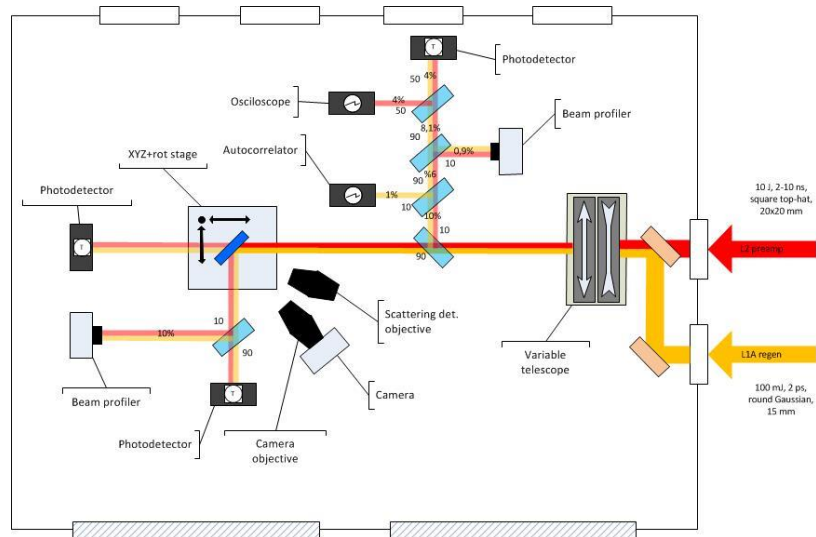 T
Photodetector
50
4%
Osciloscope
4%
50
8,1%
Beam profiler
90
0,9%
10
Autocorrelator
XYZ+rot stage
90
%6
1%
10
10%
10
90
Photodetector
T
10 J, 2-10 ns,
square top-hat,
20x20 mm
L2 preamp
Scattering det.
objective
10
10%
90
Variable
telescope
L1A regen
Beam profiler
T
Camera
100 mJ, 2 ps,
round Gaussian,
15 mm
Photodetector
Camera
objective